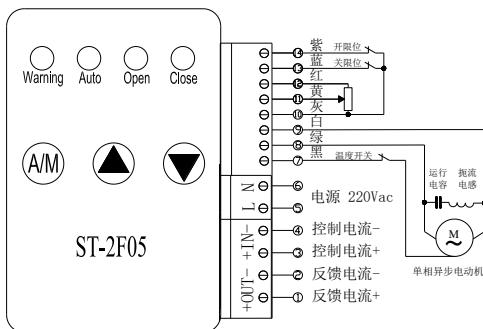 Warning Auto Open Close
A/M
ST-2F05
+OUT- +IN- L N
14 紫 开限位
13 蓝 关限位
12 红
11 黄
10 灰
9 白
8 绿
7 黑 温度开关
6
5
电源 220Vac
4 控制电流-
3 控制电流+
2 反馈电流-
1 反馈电流+
运行 扼流
电容 电感
M
~
单相异步电动机